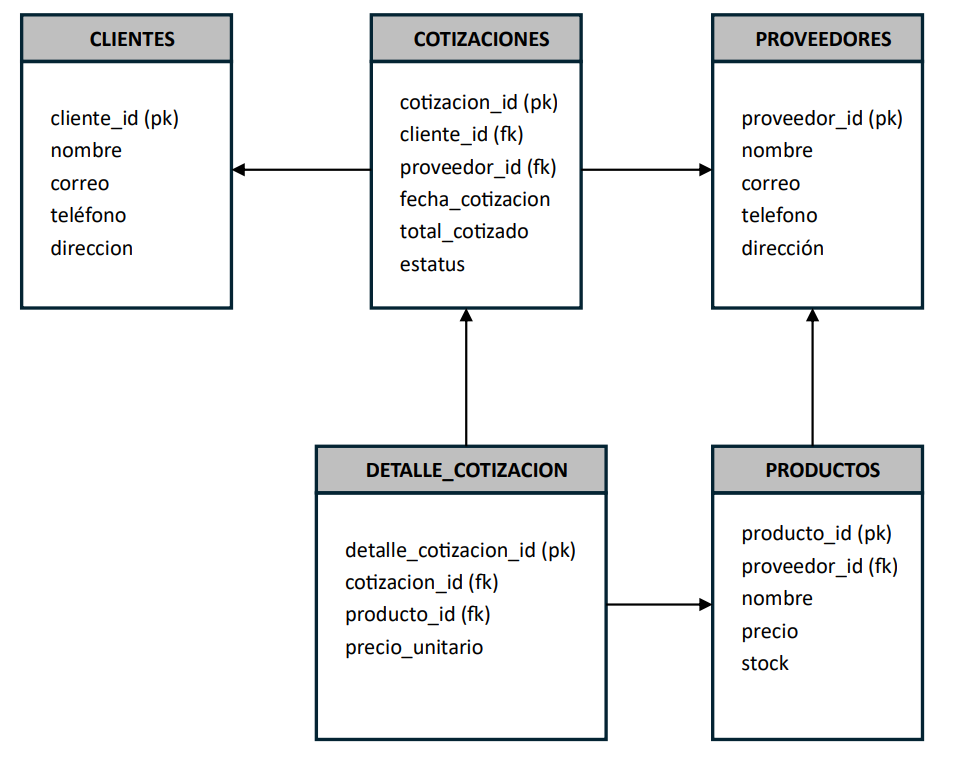 CLIENTES
cliente_id (pk)
nombre
correo
teléfono
direccion
COTIZACIONES
cotizacion_id (pk)
cliente_id (fk)
proveedor_id (fk)
fecha_cotizacion
total_cotizado
estatus
PROVEEDORES
proveedor_id (pk)
nombre
correo
telefono
dirección
DETALLE_COTIZACION
detalle_cotizacion_id (pk)
cotizacion_id (fk)
producto_id (fk)
precio_unitario
PRODUCTOS
producto_id (pk)
proveedor_id (fk)
nombre
precio
stock